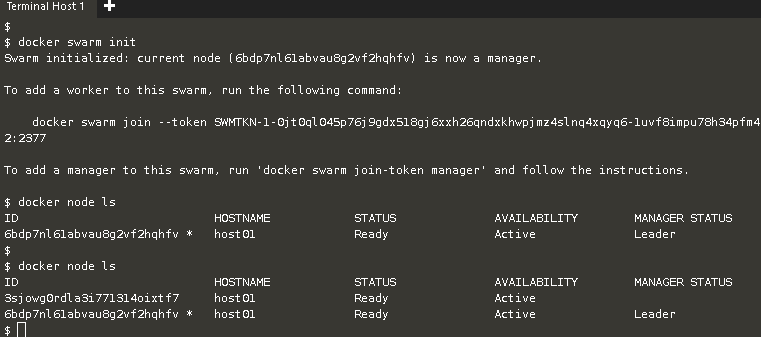 Terminal Host 1
$
$ docker swarm init
Swarm initialized: current node (6bdp7nl61abvau8g2vf2hqhfv) is now a manager.
To add a worker to this swarm, run the following command:
docker swarm join --token SWMTKN-1-0jt0ql045p76j9gdx518gj6xxh26qndxkhwpjmz4slnq4xqyq6-1uvf8impu78h34pfm4
2:2377
To add a manager to this swarm, run 'docker swarm join-token manager' and follow the instructions.
$ docker node ls
ID HOSTNAME STATUS AVAILABILITY MANAGER STATUS
6bdp7nl61abvau8g2vf2hqhfv * host01 Ready Active Leader
$
$ docker node ls
ID HOSTNAME STATUS AVAILABILITY MANAGER STATUS
3sjowg0rdla3i771314oixtf7 host01 Ready Active
6bdp7nl61abvau8g2vf2hqhfv * host01 Ready Active Leader
$